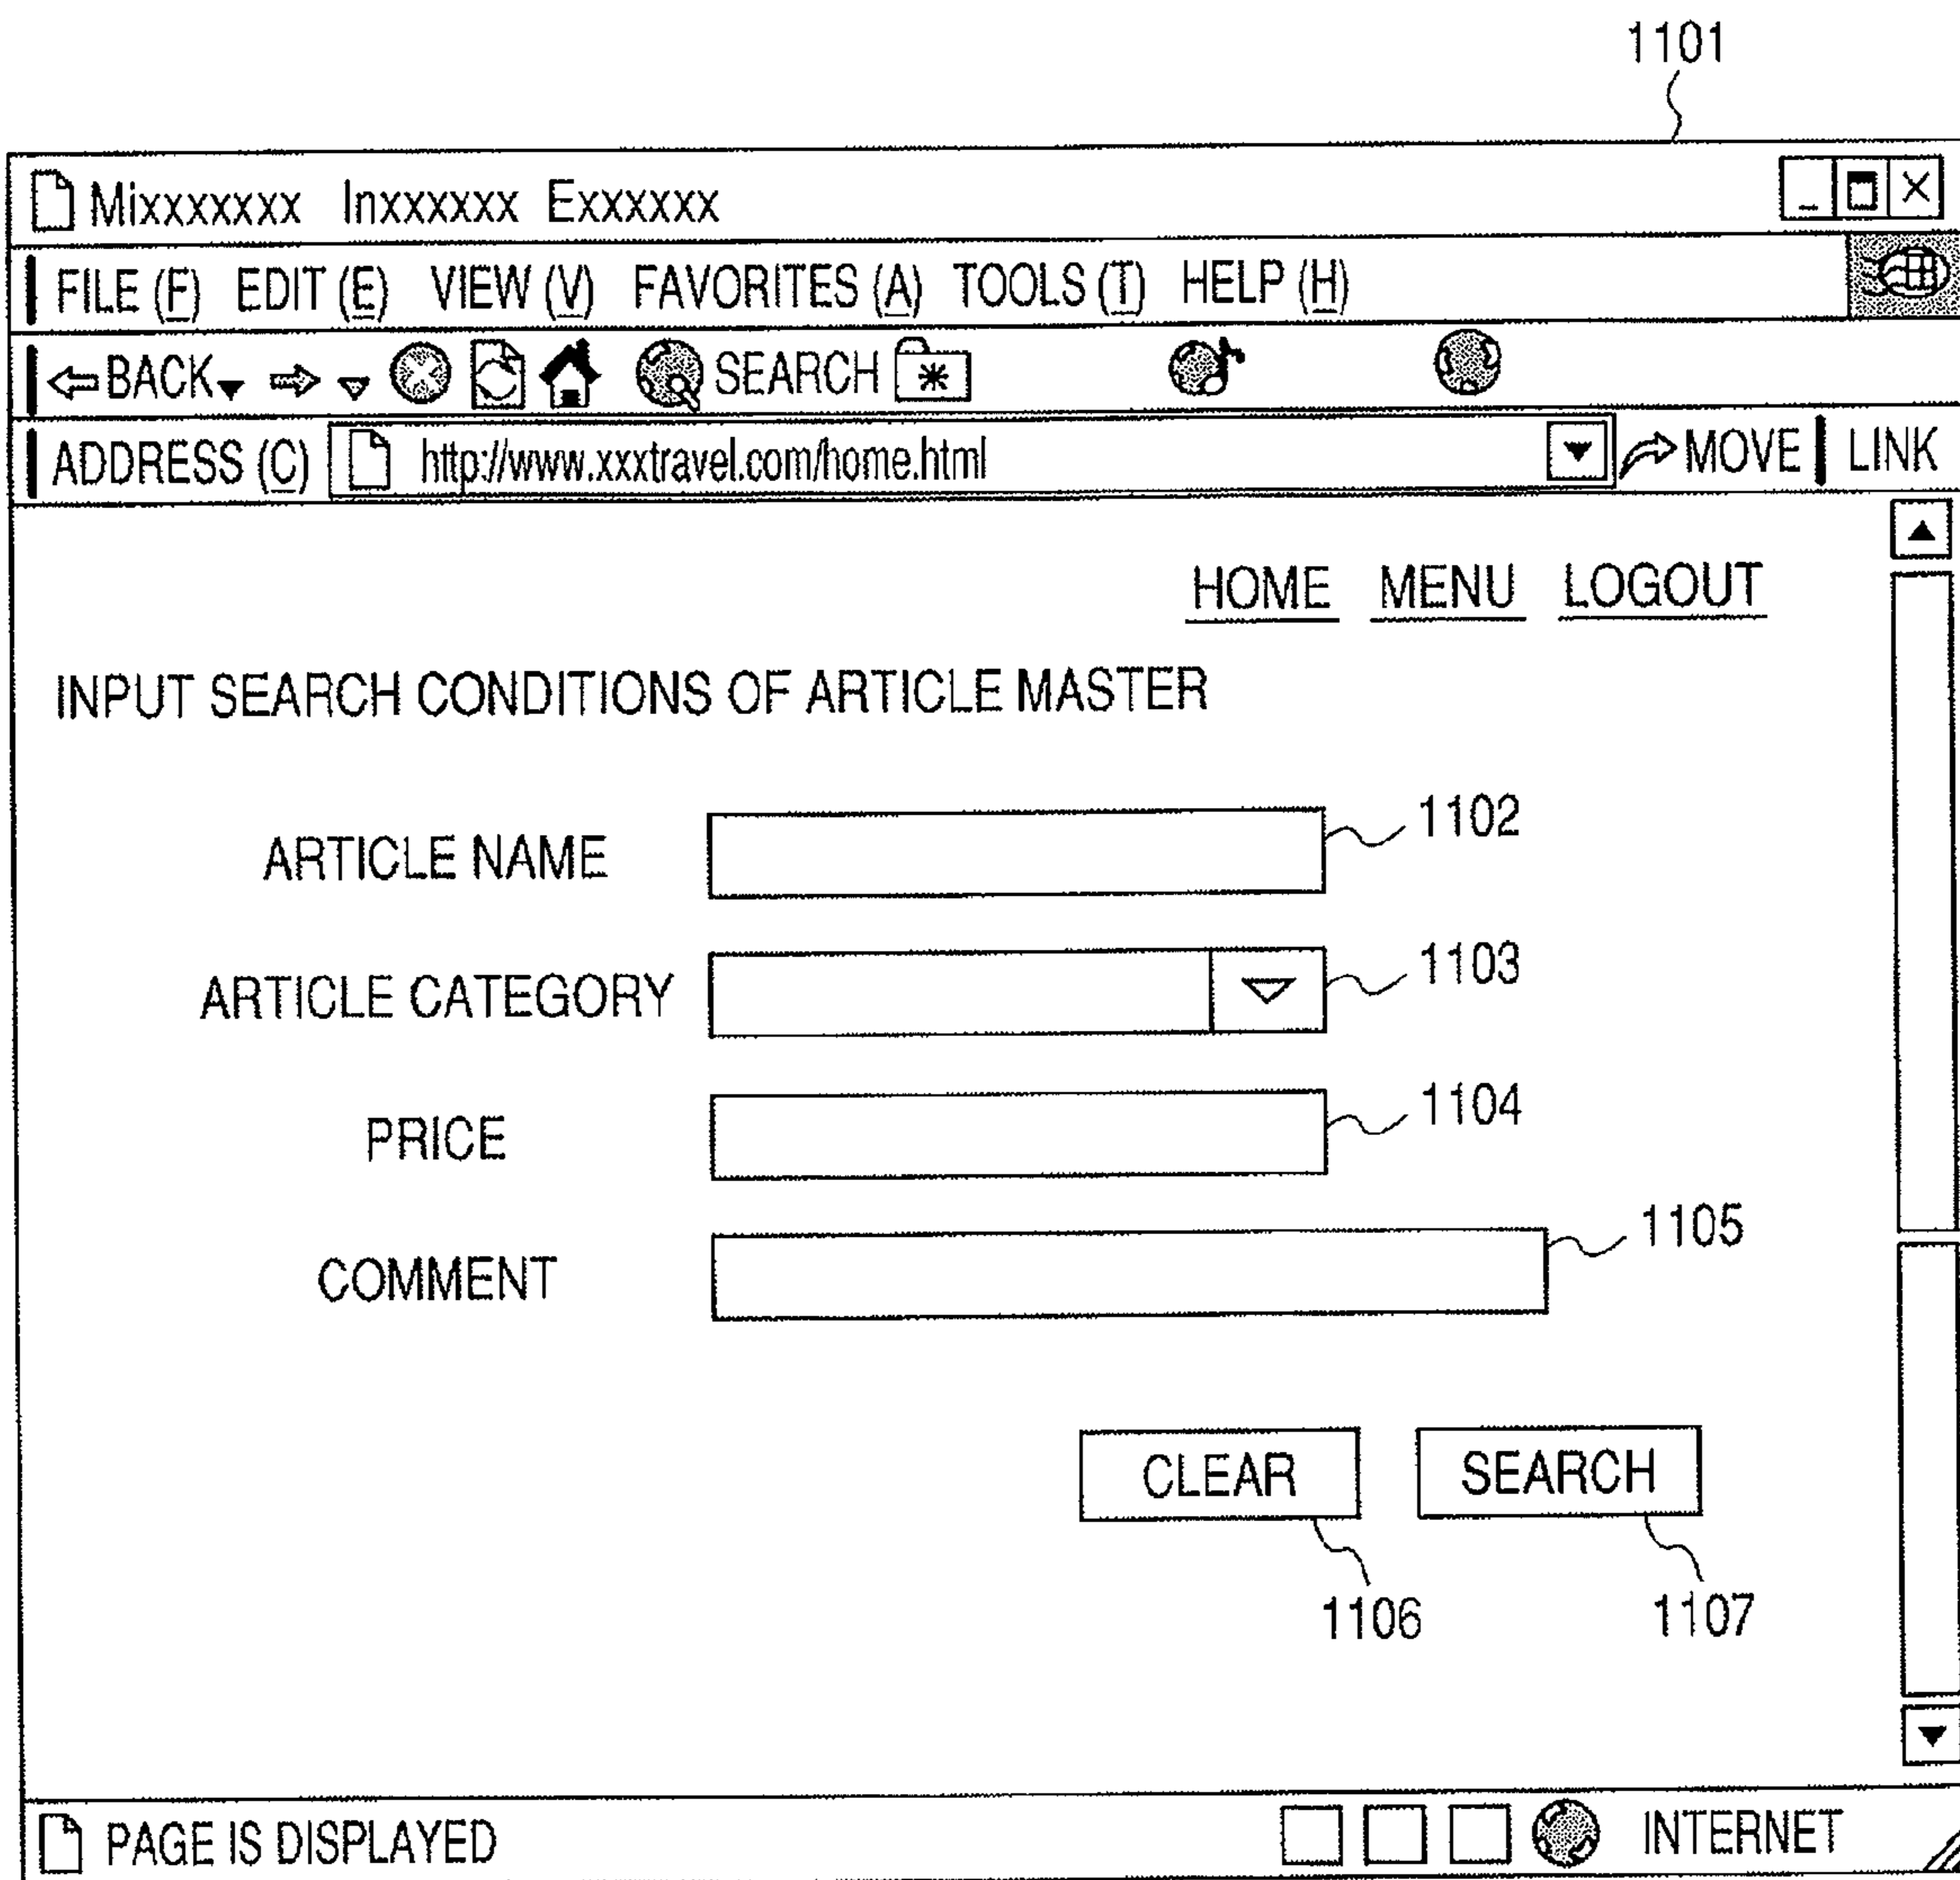 1101
Mixxxxxxx Inxxxxxx Exxxxxx
FILE (F) EDIT (E) VIEW (V) FAVORITES (A) TOOLS (T) HELP (H)
BACK SEARCH
ADDRESS (C) http://www.xxxtravel.com/home.html MOVE LINK
HOME MENU LOGOUT
INPUT SEARCH CONDITIONS OF ARTICLE MASTER
ARTICLE NAME 1102
ARTICLE CATEGORY 1103
PRICE 1104
COMMENT 1105
CLEAR SEARCH
1106 1107
PAGE IS DISPLAYED INTERNET